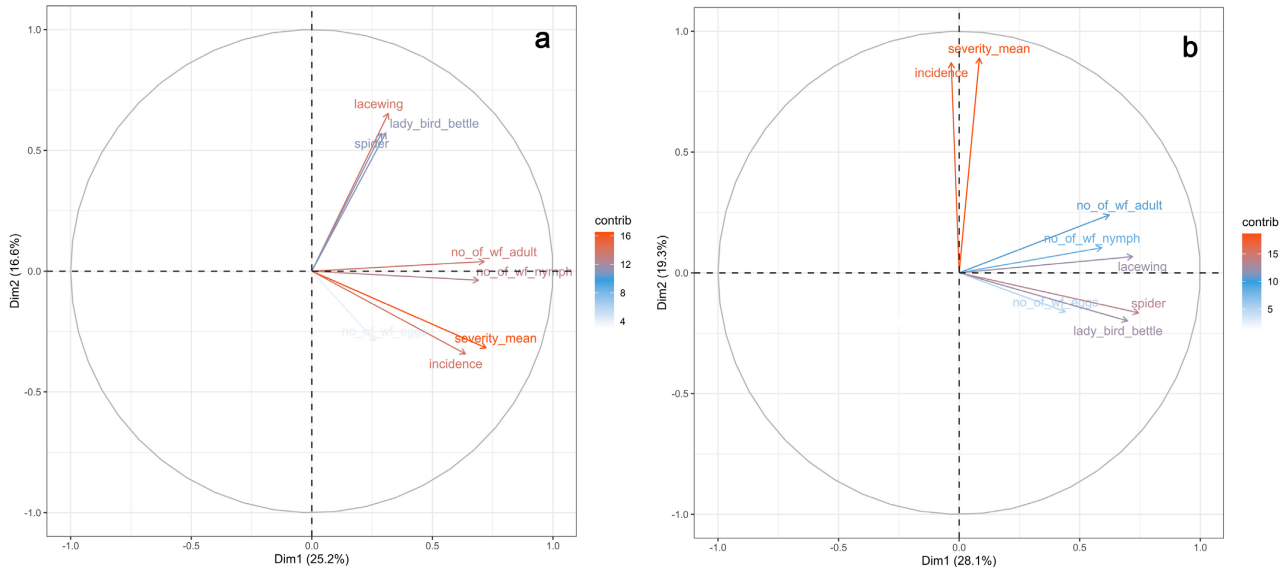 a
1.0
0.5
0.0
-0.5
-1.0
Dim2 (16.6%)
lacewing
lady_bird_bettle
spider
no_of_wf_adult
no_of_wf_nymph
no_of_wf_eggs
severity_mean
incidence
-1.0 -0.5 0.0 0.5 1.0
Dim1 (25.2%)
contrib
16
12
8
4
b
1.0
0.5
0.0
-0.5
-1.0
Dim2 (19.3%)
severity_mean
incidence
no_of_wf_adult
no_of_wf_nymph
lacewing
no_of_wf_eggs
spider
lady_bird_bettle
-1.0 -0.5 0.0 0.5 1.0
Dim1 (28.1%)
contrib
15
10
5